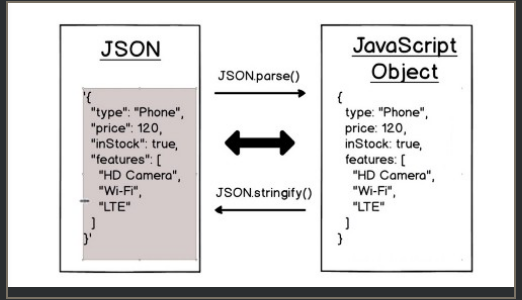 JSON
'{
"type": "Phone",
"price": 120,
"inStock": true,
"features": [
"HD Camera",
"Wi-Fi",
"LTE"
]
}'
JSON.parse()
JSON.stringify()
JavaScript
Object
{
type: "Phone",
price: 120,
inStock: true,
features: [
"HD Camera",
"Wi-Fi",
"LTE"
]
}